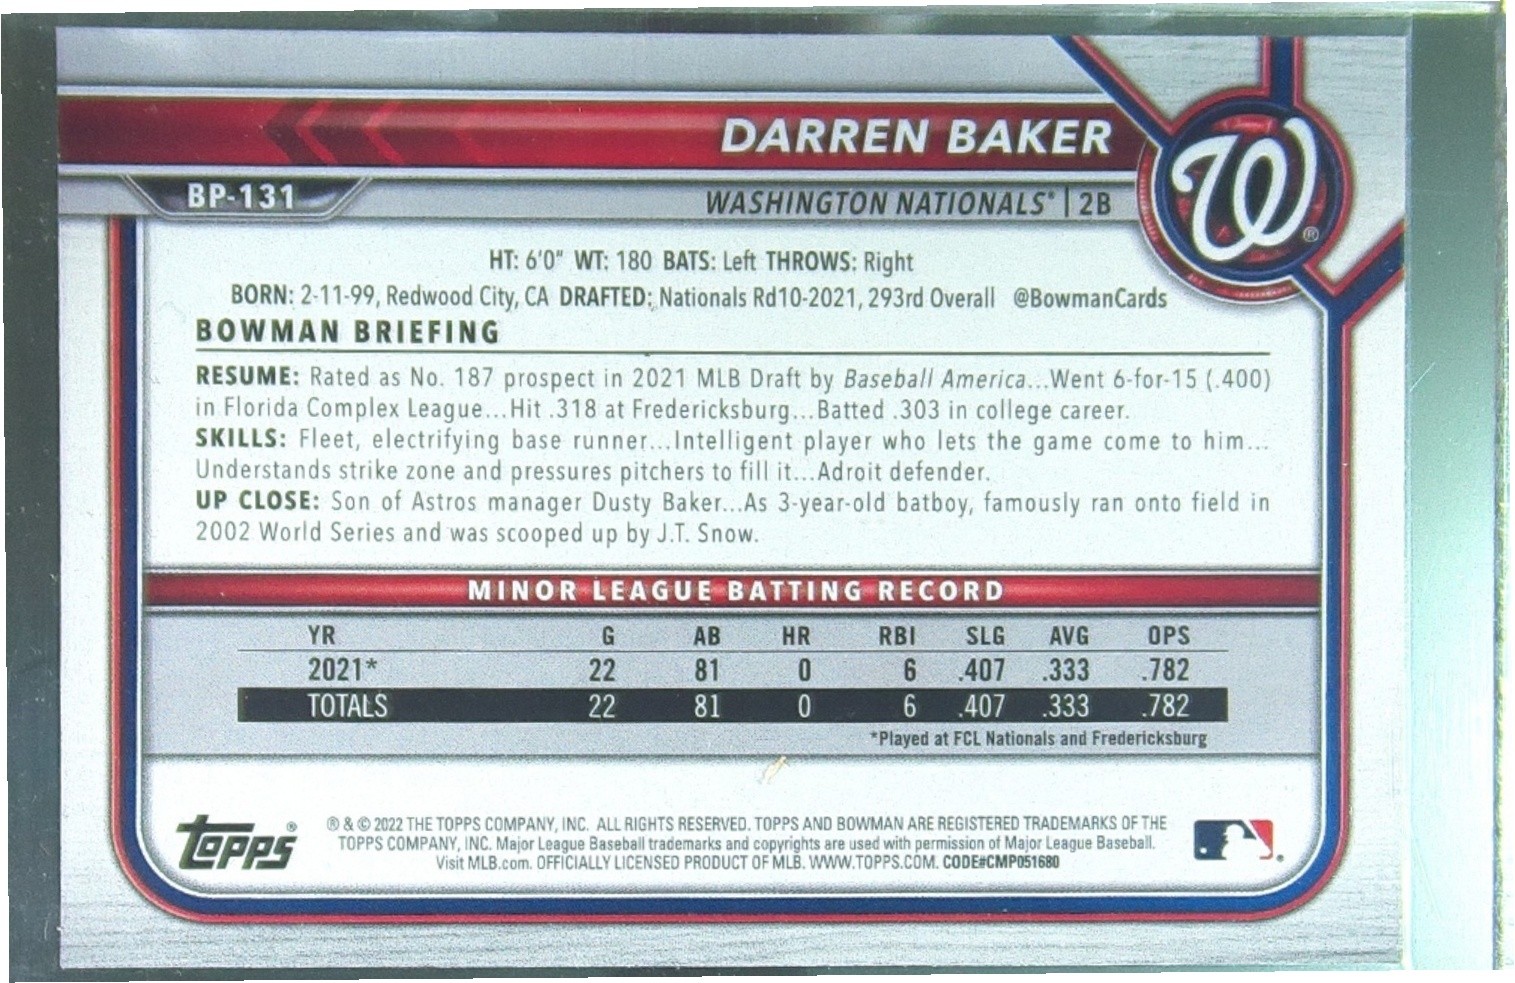 DARREN BAKER
BP-131
WASHINGTON NATIONALS® | 2B
W ®
HT: 6'0" WT: 180 BATS: Left THROWS: Right
BORN: 2-11-99, Redwood City, CA DRAFTED: Nationals Rd10-2021, 293rd Overall @BowmanCards
BOWMAN BRIEFING
RESUME: Rated as No. 187 prospect in 2021 MLB Draft by Baseball America...Went 6-for-15 (.400)
in Florida Complex League...Hit .318 at Fredericksburg...Batted .303 in college career.
SKILLS: Fleet, electrifying base runner...Intelligent player who lets the game come to him...
Understands strike zone and pressures pitchers to fill it...Adroit defender.
UP CLOSE: Son of Astros manager Dusty Baker...As 3-year-old batboy, famously ran onto field in
2002 World Series and was scooped up by J.T. Snow.
MINOR LEAGUE BATTING RECORD
YR G AB HR RBI SLG AVG OPS
2021* 22 81 0 6 .407 .333 .782
TOTALS 22 81 0 6 .407 .333 .782
*Played at FCL Nationals and Fredericksburg
TOPPS®
® & © 2022 THE TOPPS COMPANY, INC. ALL RIGHTS RESERVED. TOPPS AND BOWMAN ARE REGISTERED TRADEMARKS OF THE
TOPPS COMPANY, INC. Major League Baseball trademarks and copyrights are used with permission of Major League Baseball.
Visit MLB.com. OFFICIALLY LICENSED PRODUCT OF MLB. WWW.TOPPS.COM. CODE#CMP051680